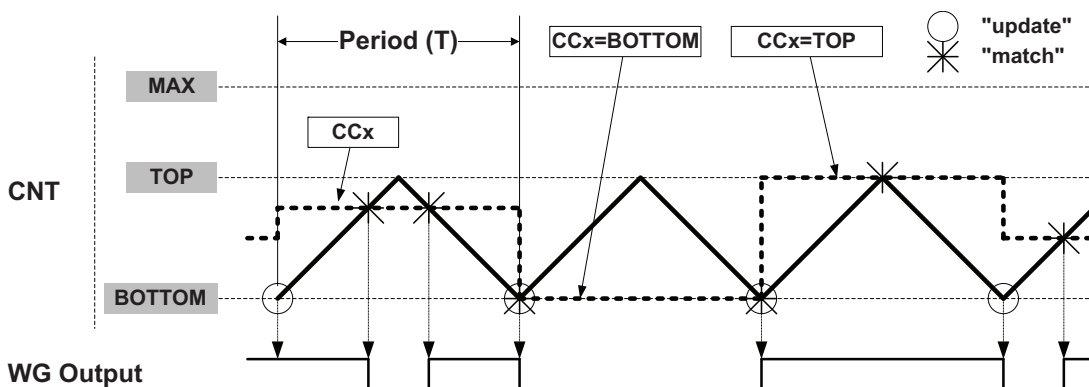 Period (T)
CCx=BOTTOM
CCx=TOP
"update"
"match"
MAX
CCx
TOP
CNT
BOTTOM
WG Output